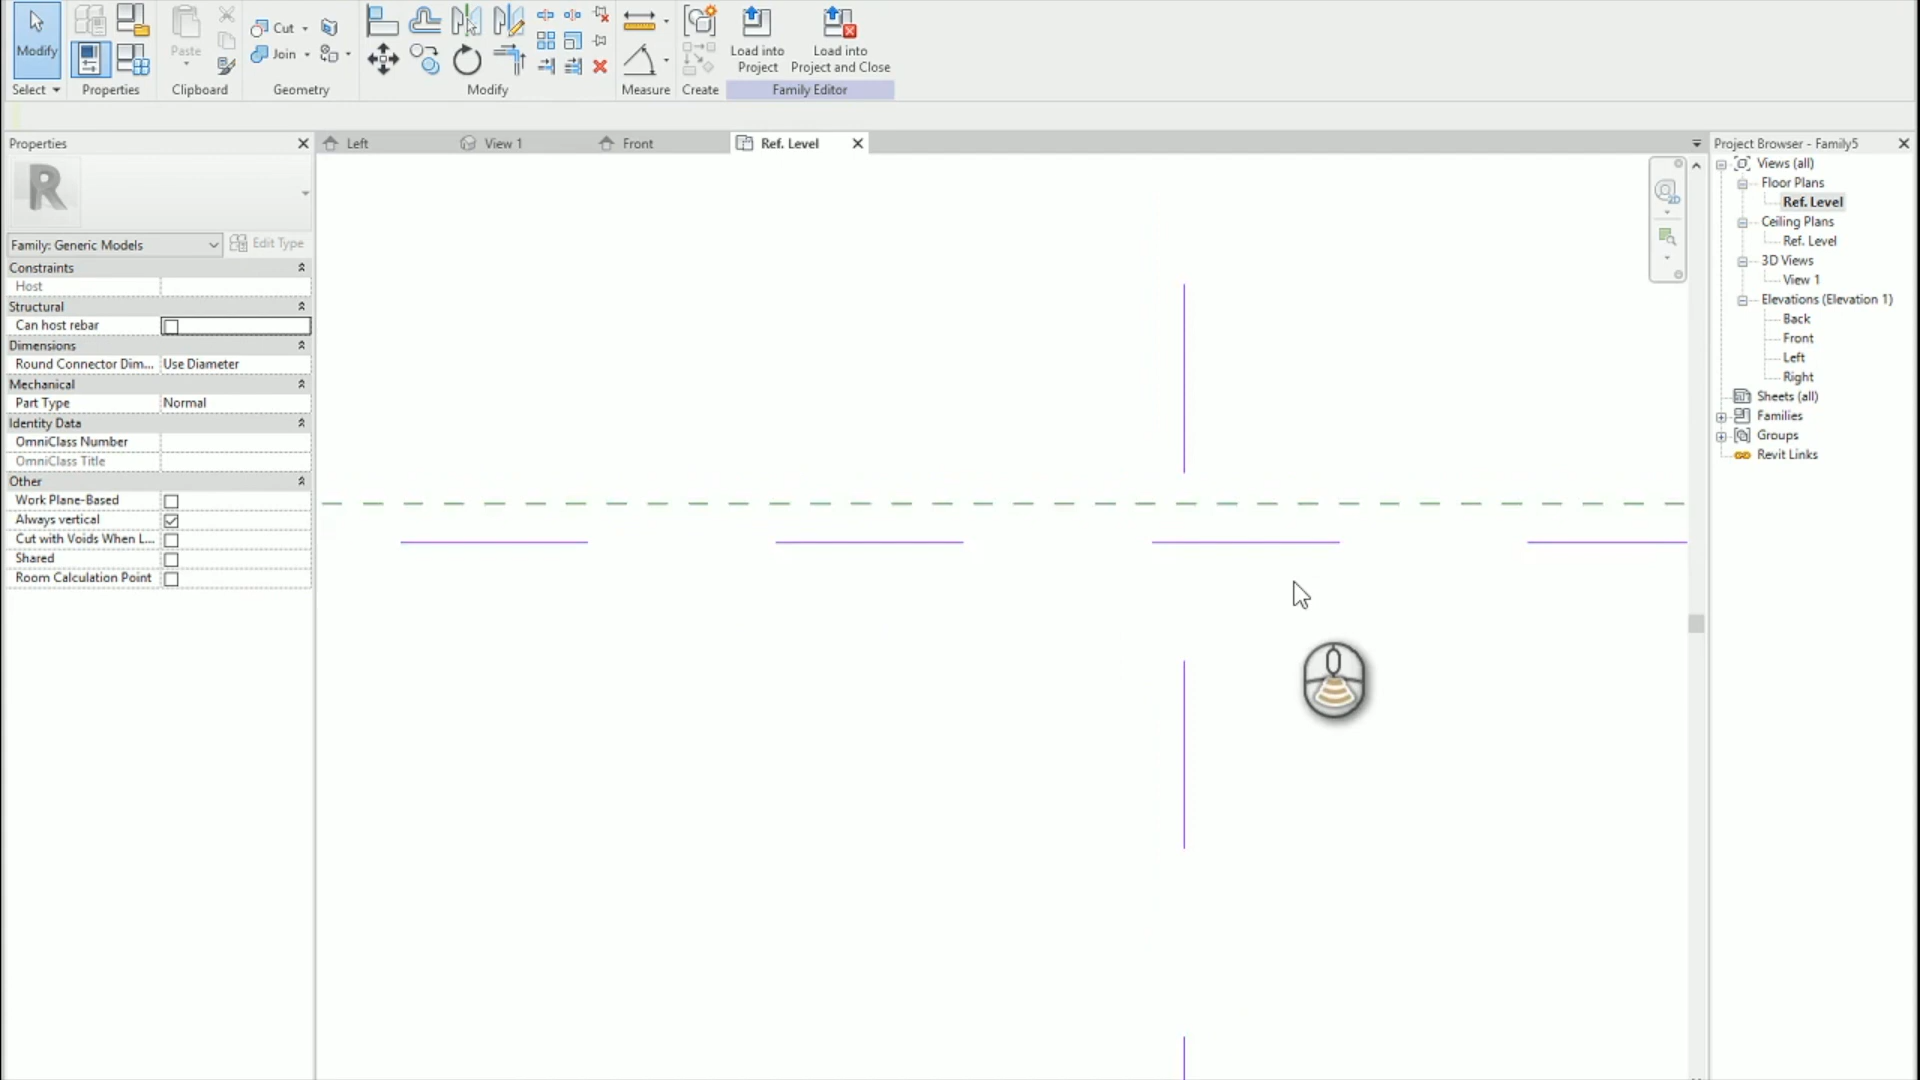 Modify
Paste
Cut
Join
Load into
Project
Load into
Project and Close
Select
Properties
Clipboard
Geometry
Modify
Measure
Create
Family Editor
Properties
Left
View 1
Front
Ref. Level
Project Browser - Family5
R
Family: Generic Models
Edit Type
Constraints
Host
Structural
Can host rebar
Dimensions
Round Connector Dim... Use Diameter
Mechanical
Part Type Normal
Identity Data
OmniClass Number
OmniClass Title
Other
Work Plane-Based
Always vertical
Cut with Voids When L...
Shared
Room Calculation Point
2D
Views (all)
Floor Plans
Ref. Level
Ceiling Plans
Ref. Level
3D Views
View 1
Elevations (Elevation 1)
Back
Front
Left
Right
Sheets (all)
Families
Groups
Revit Links